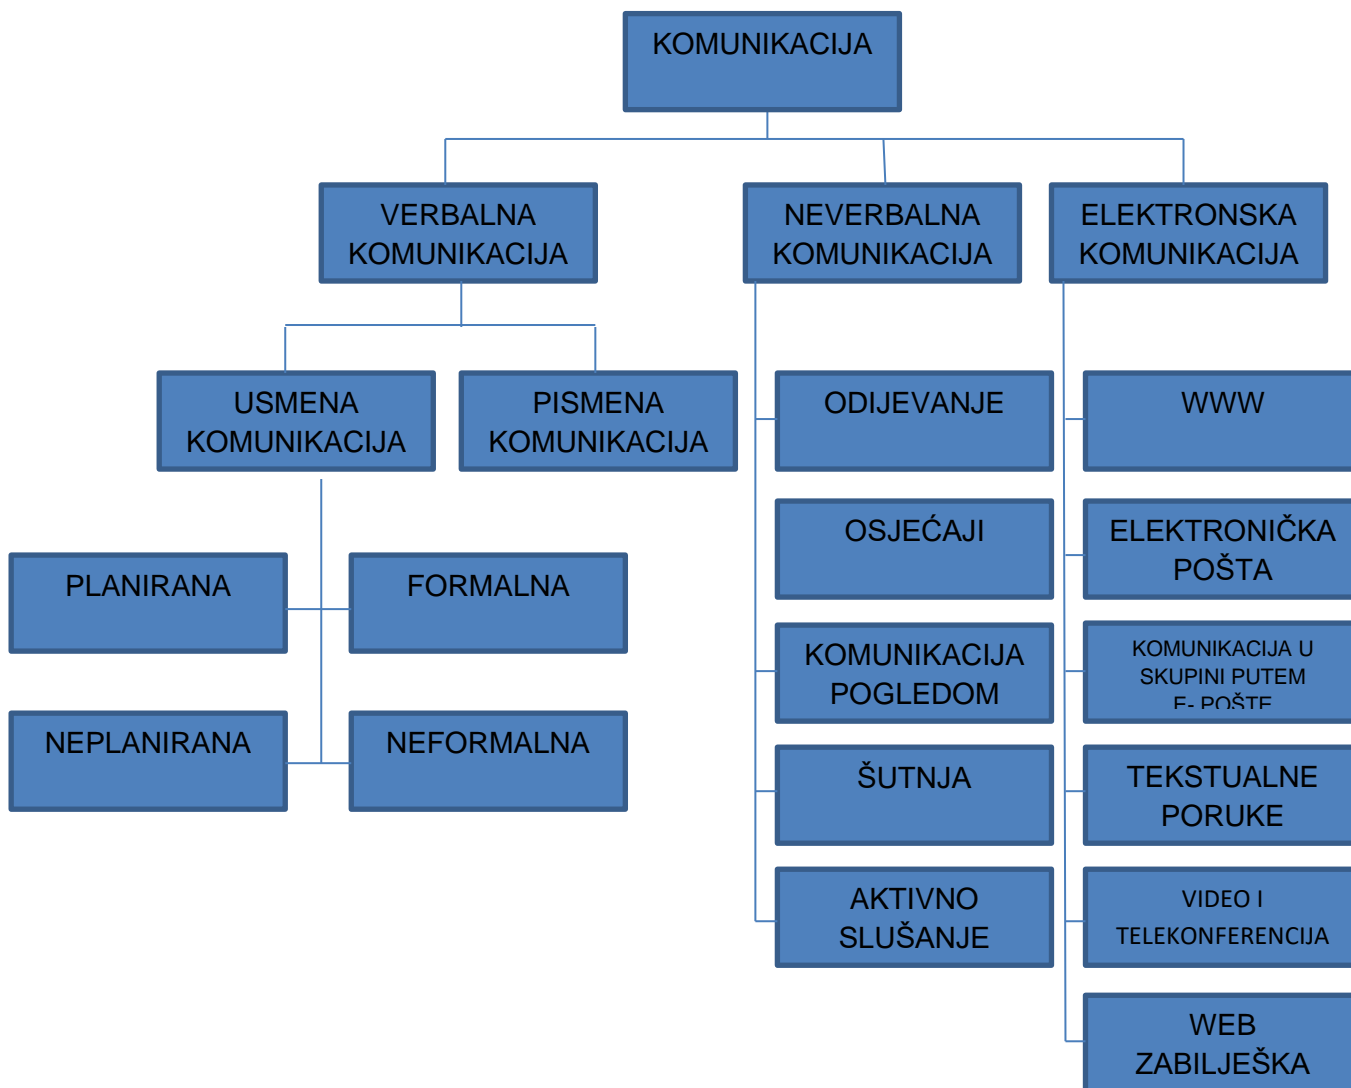 KOMUNIKACIJA
VERBALNA
KOMUNIKACIJA
NEVERBALNA
KOMUNIKACIJA
ELEKTRONSKA
KOMUNIKACIJA
USMENA
KOMUNIKACIJA
PISMENA
KOMUNIKACIJA
PLANIRANA
FORMALNA
NEPLANIRANA
NEFORMALNA
ODIJEVANJE
OSJEĆAJI
KOMUNIKACIJA
POGLEDOM
ŠUTNJA
AKTIVNO
SLUŠANJE
WWW
ELEKTRONIČKA
POŠTA
KOMUNIKACIJA U
SKUPINI PUTEM
E- POŠTE
TEKSTUALNE
PORUKE
VIDEO I
TELEKONFERENCIJA
WEB
ZABILJEŠKA